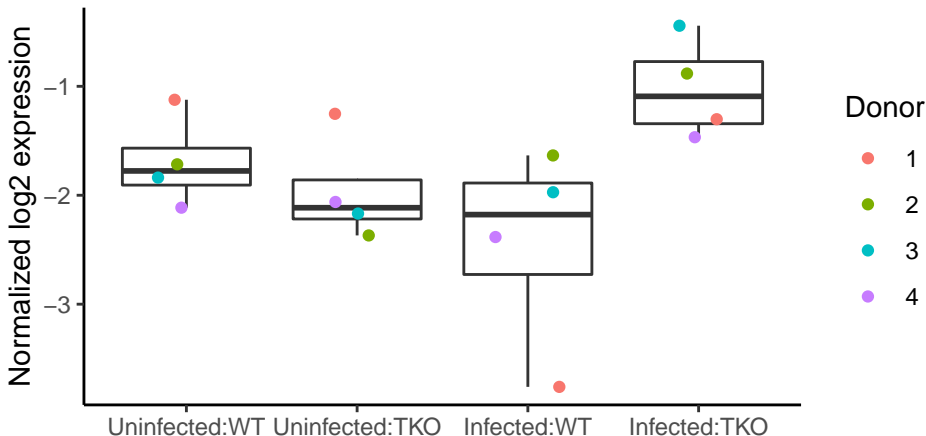 Normalized log2 expression
−1
−2
−3
Uninfected:WT
Uninfected:TKO
Infected:WT
Infected:TKO
Donor
1
2
3
4